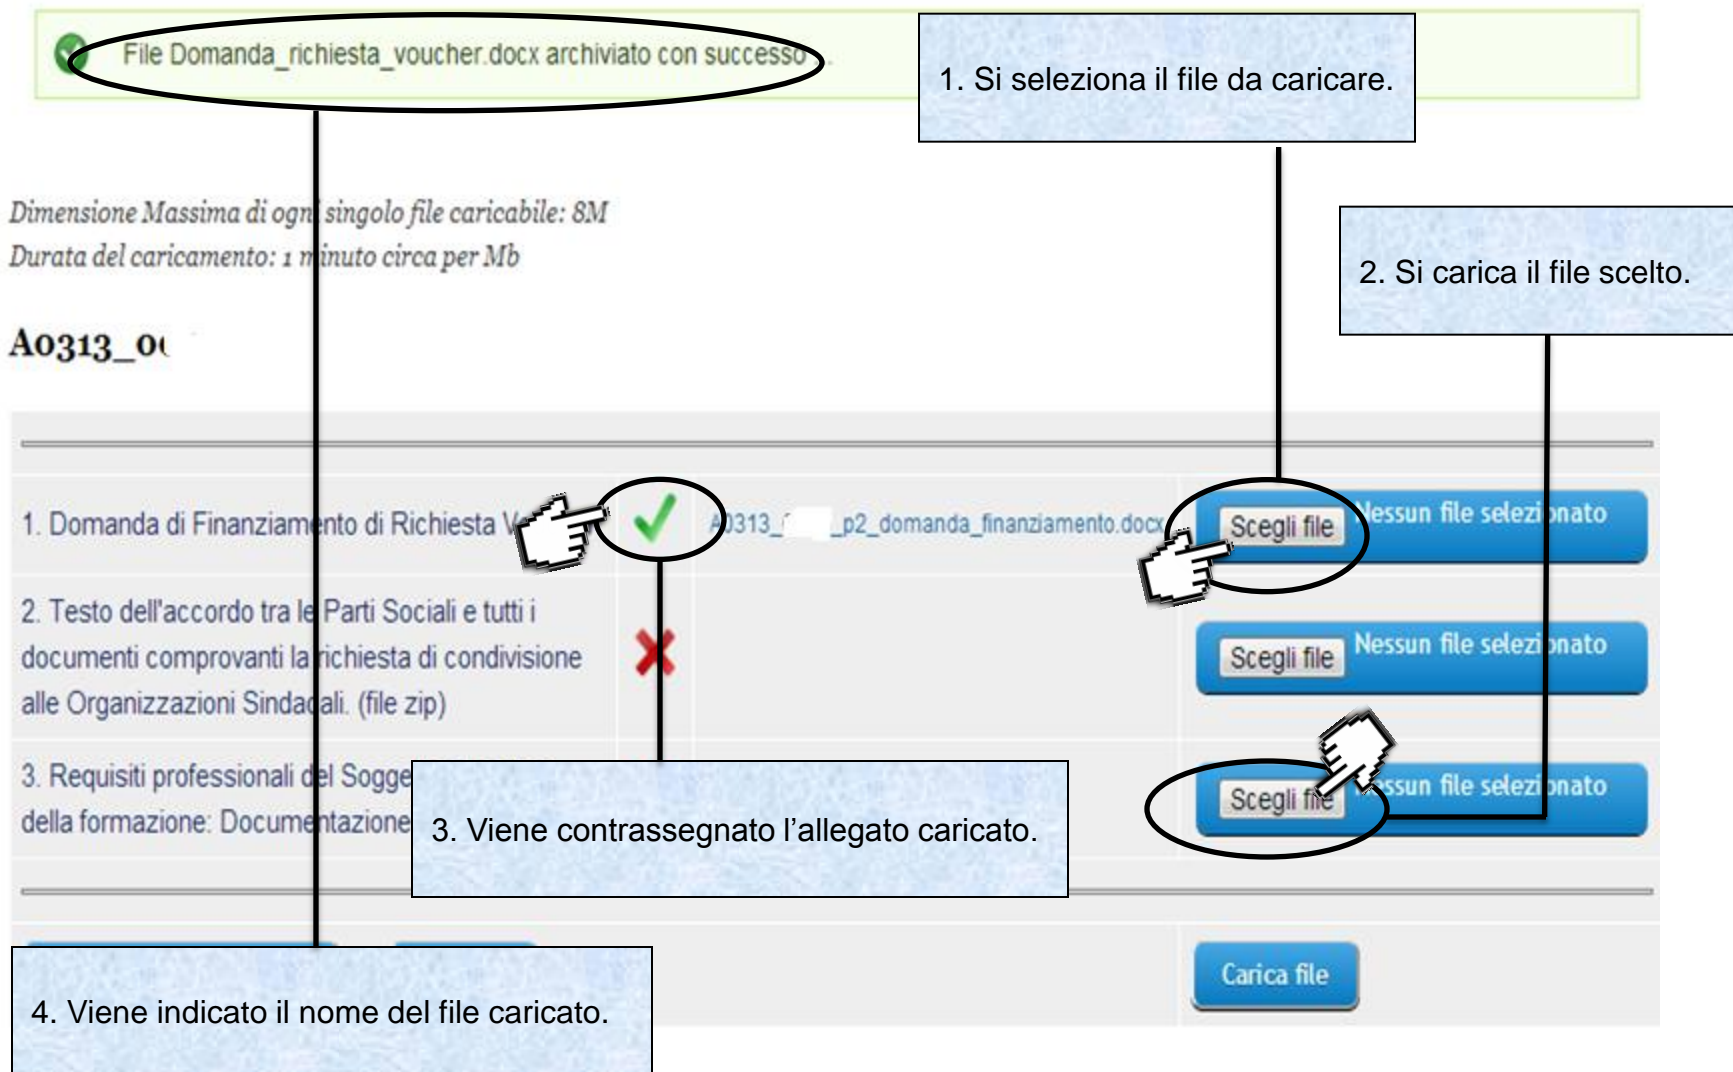 File Domanda_richiesta_voucher.docx archiviato con successo ..
1. Si seleziona il file da caricare.
Dimensione Massima di ogni singolo file caricabile: 8M
Durata del caricamento: 1 minuto circa per Mb
2. Si carica il file scelto.
A0313_0
1. Domanda di Finanziamento di Richiesta V
A0313_ _p2_domanda_finanziamento.docx
Scegli file Nessun file selezionato
2. Testo dell'accordo tra le Parti Sociali e tutti i
documenti comprovanti la richiesta di condivisione
alle Organizzazioni Sindacali. (file zip)
Scegli file Nessun file selezionato
3. Requisiti professionali del Sogge
della formazione: Documentazione
Scegli file Nessun file selezionato
3. Viene contrassegnato l’allegato caricato.
Carica file
4. Viene indicato il nome del file caricato.